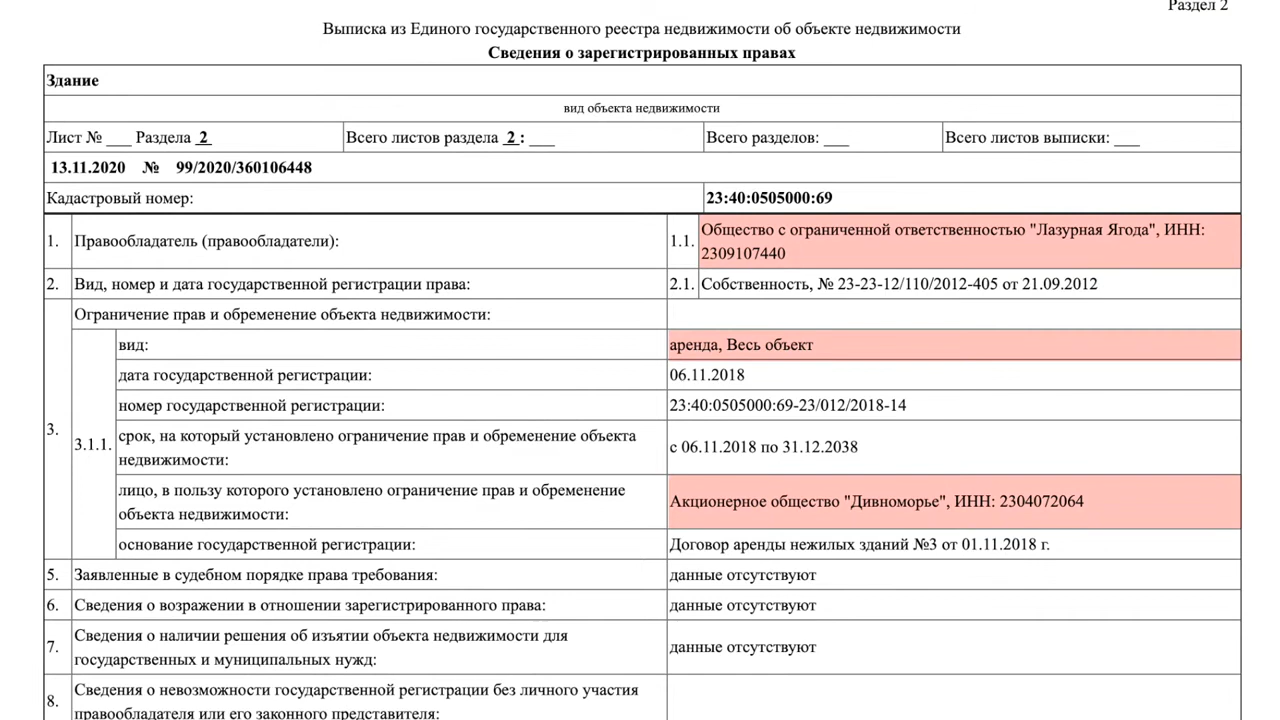 Раздел 2
Выписка из Единого государственного реестра недвижимости об объекте недвижимости
Сведения о зарегистрированных правах
Здание
вид объекта недвижимости
Лист № ___ Раздела 2 Всего листов раздела 2 : ___ Всего разделов: ___ Всего листов выписки: ___
13.11.2020 № 99/2020/360106448
Кадастровый номер: 23:40:0505000:69
1. Правообладатель (правообладатели): 1.1. Общество с ограниченной ответственностью "Лазурная Ягода", ИНН:
2309107440
2. Вид, номер и дата государственной регистрации права: 2.1. Собственность, № 23-23-12/110/2012-405 от 21.09.2012
3. Ограничение прав и обременение объекта недвижимости:
3.1.1. вид: аренда, Весь объект
дата государственной регистрации: 06.11.2018
номер государственной регистрации: 23:40:0505000:69-23/012/2018-14
срок, на который установлено ограничение прав и обременение объекта
недвижимости: с 06.11.2018 по 31.12.2038
лицо, в пользу которого установлено ограничение прав и обременение
объекта недвижимости: Акционерное общество "Дивноморье", ИНН: 2304072064
основание государственной регистрации: Договор аренды нежилых зданий №3 от 01.11.2018 г.
5. Заявленные в судебном порядке права требования: данные отсутствуют
6. Сведения о возражении в отношении зарегистрированного права: данные отсутствуют
7. Сведения о наличии решения об изъятии объекта недвижимости для
государственных и муниципальных нужд: данные отсутствуют
8. Сведения о невозможности государственной регистрации без личного участия
правообладателя или его законного представителя: